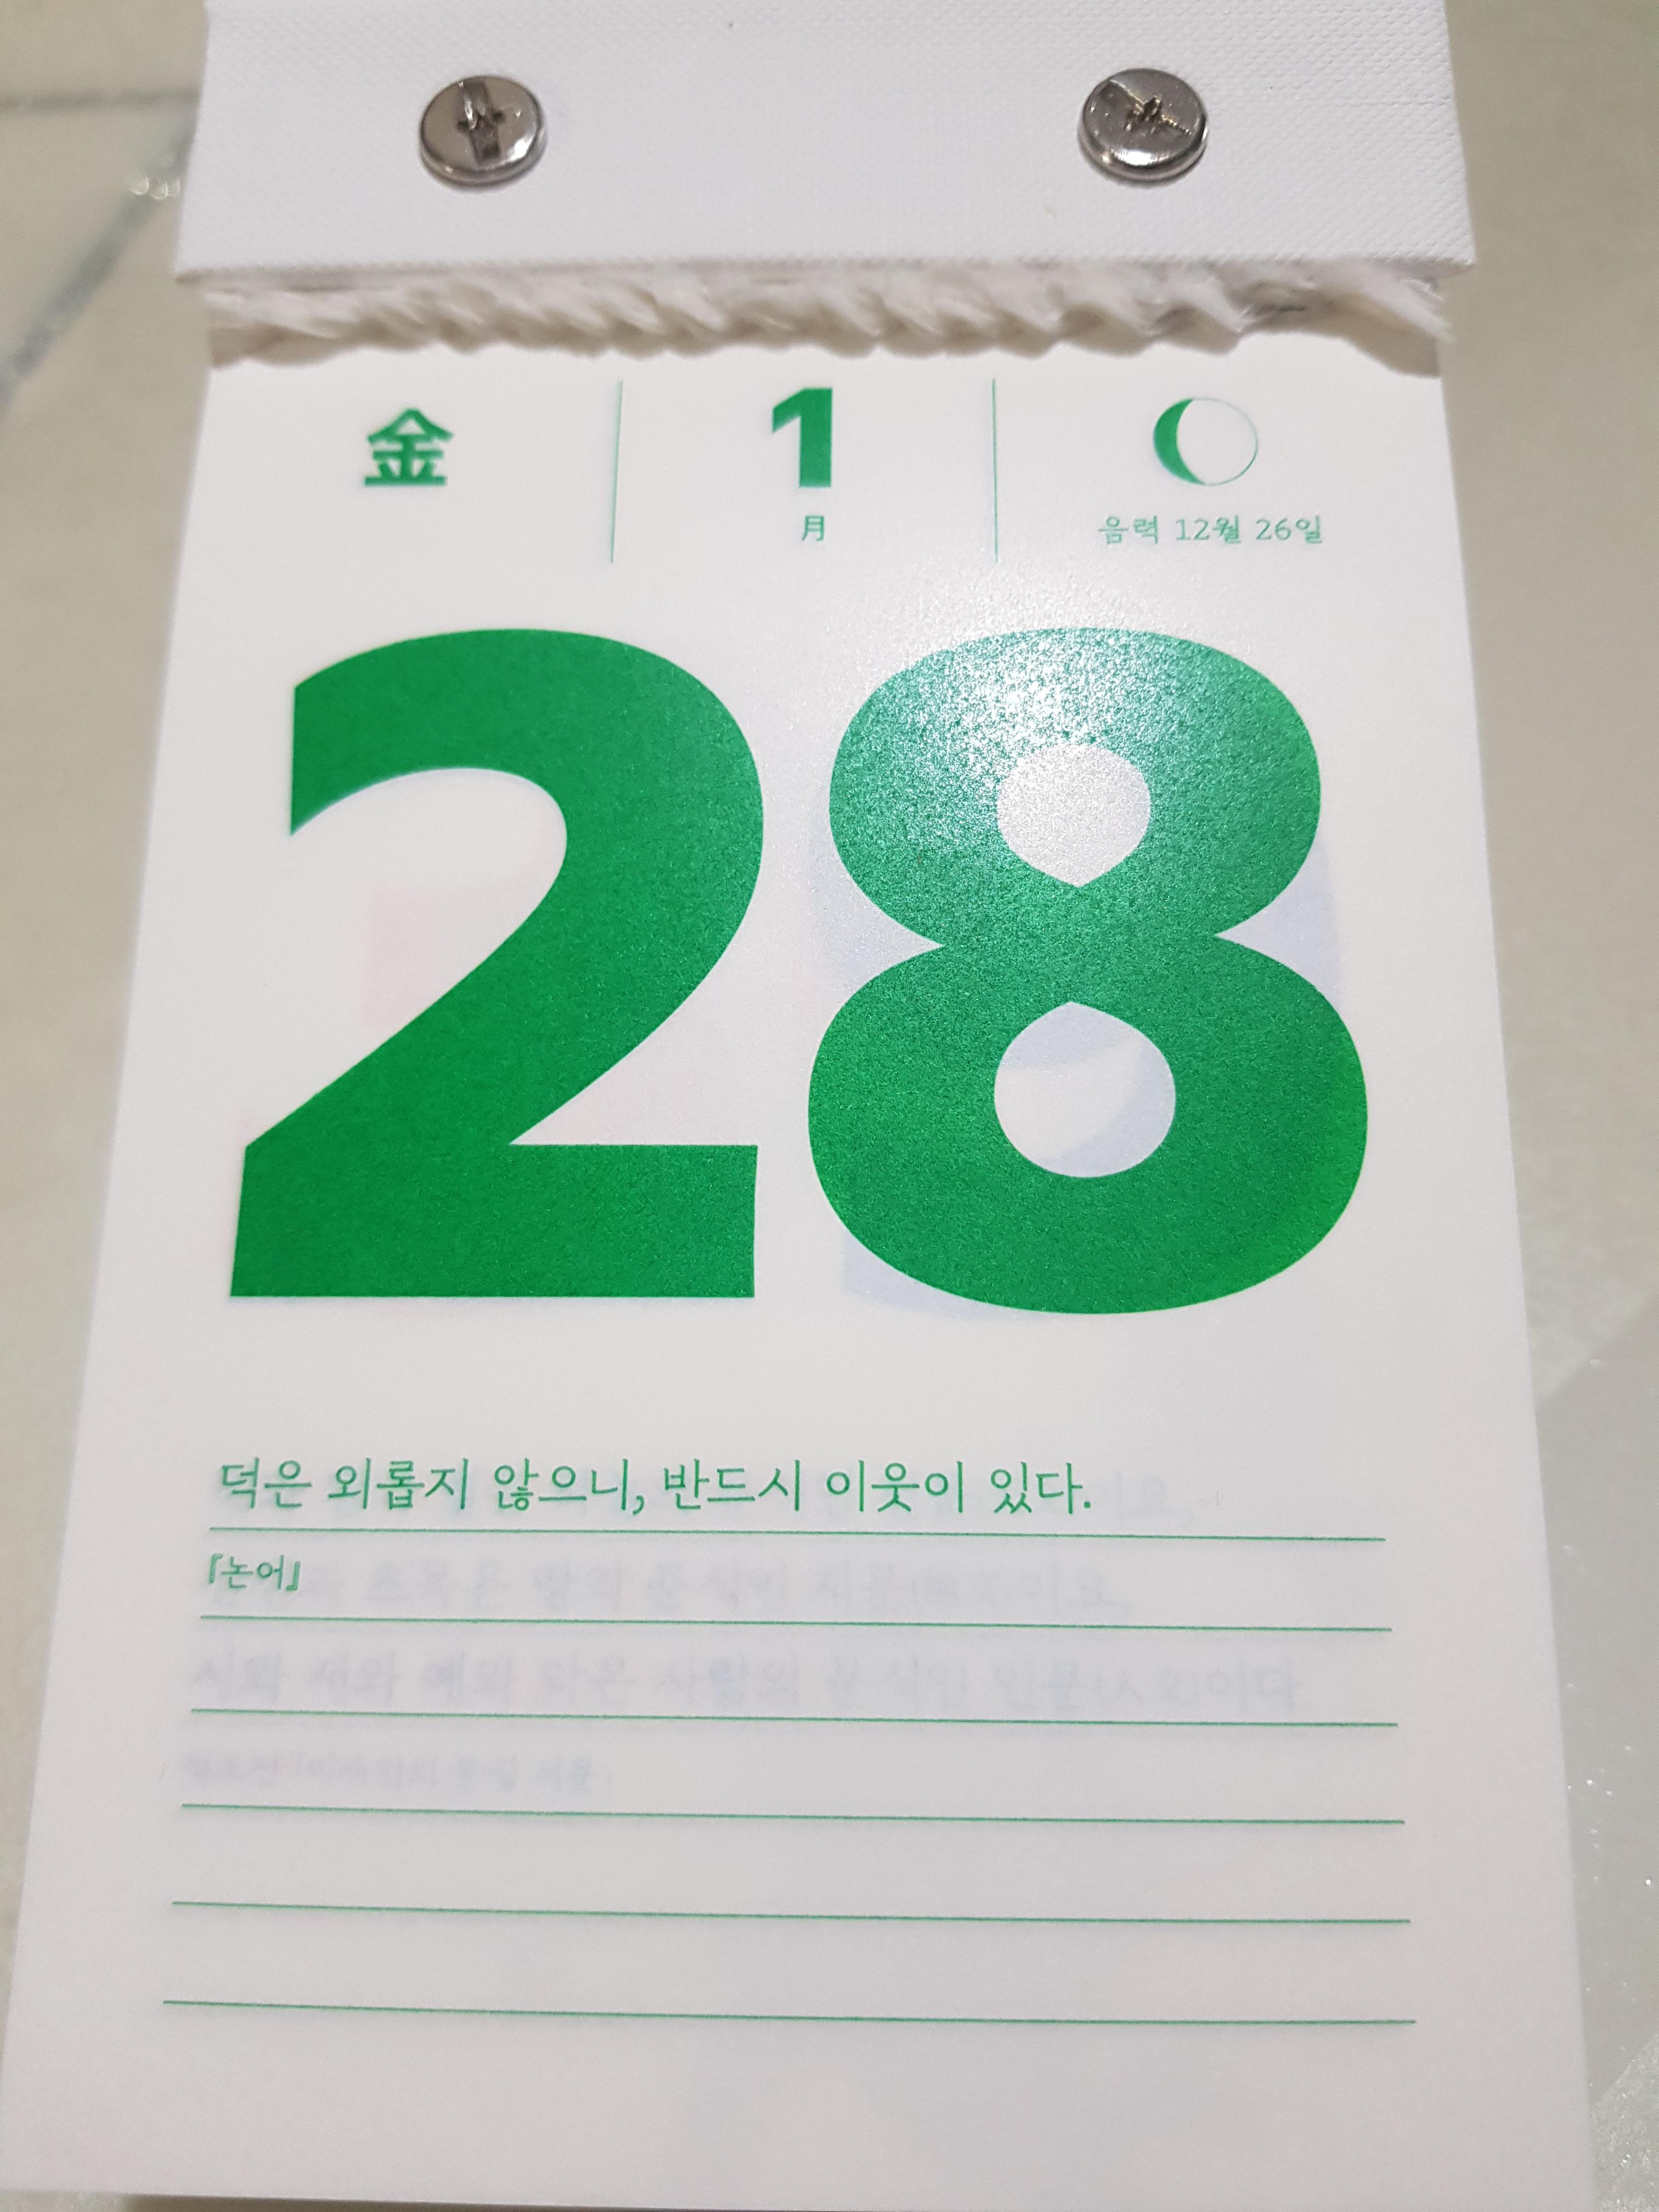 金
1
月
음력 12월 26일
28
덕은 외롭지 않으니, 반드시 이웃이 있다.
『논어』